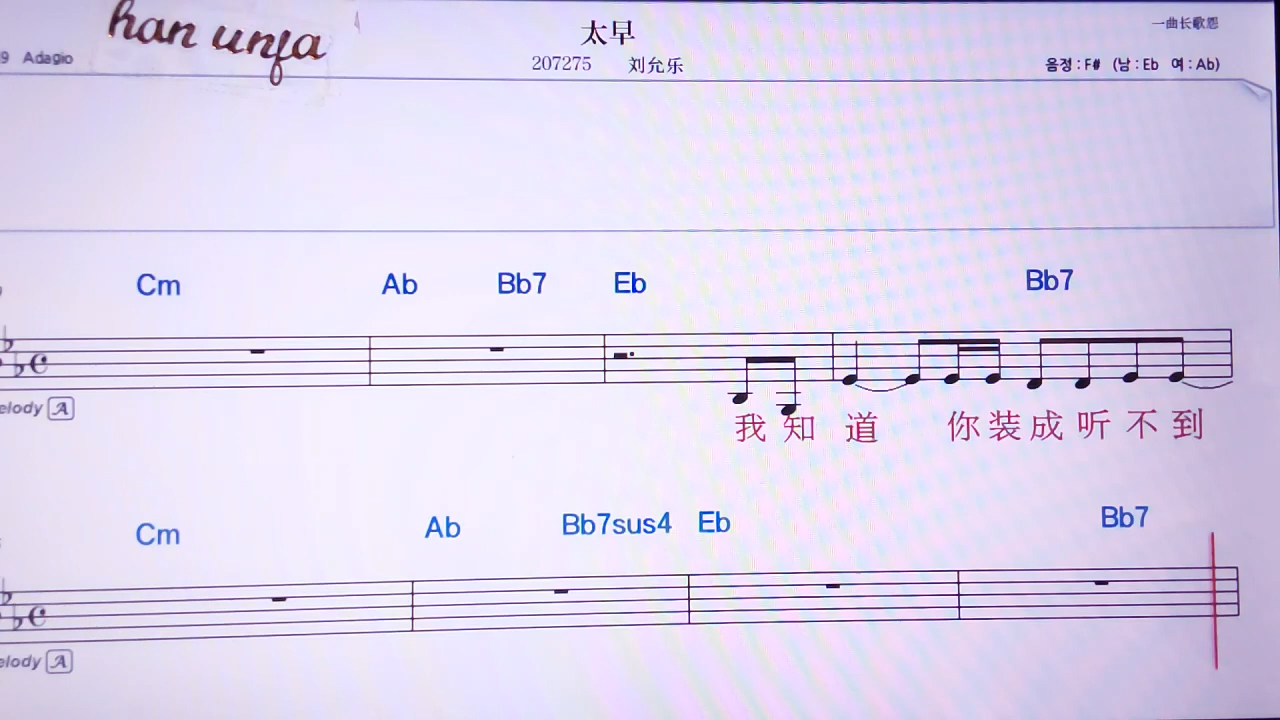 han unfa
太早
一曲长歌怨
9 Adagio
207275 刘允乐
음정 : F# (남 : Eb 여 : Ab)
Cm Ab Bb7 Eb Bb7
elody A
我知道 你装成听不到
Cm Ab Bb7sus4 Eb Bb7
elody A